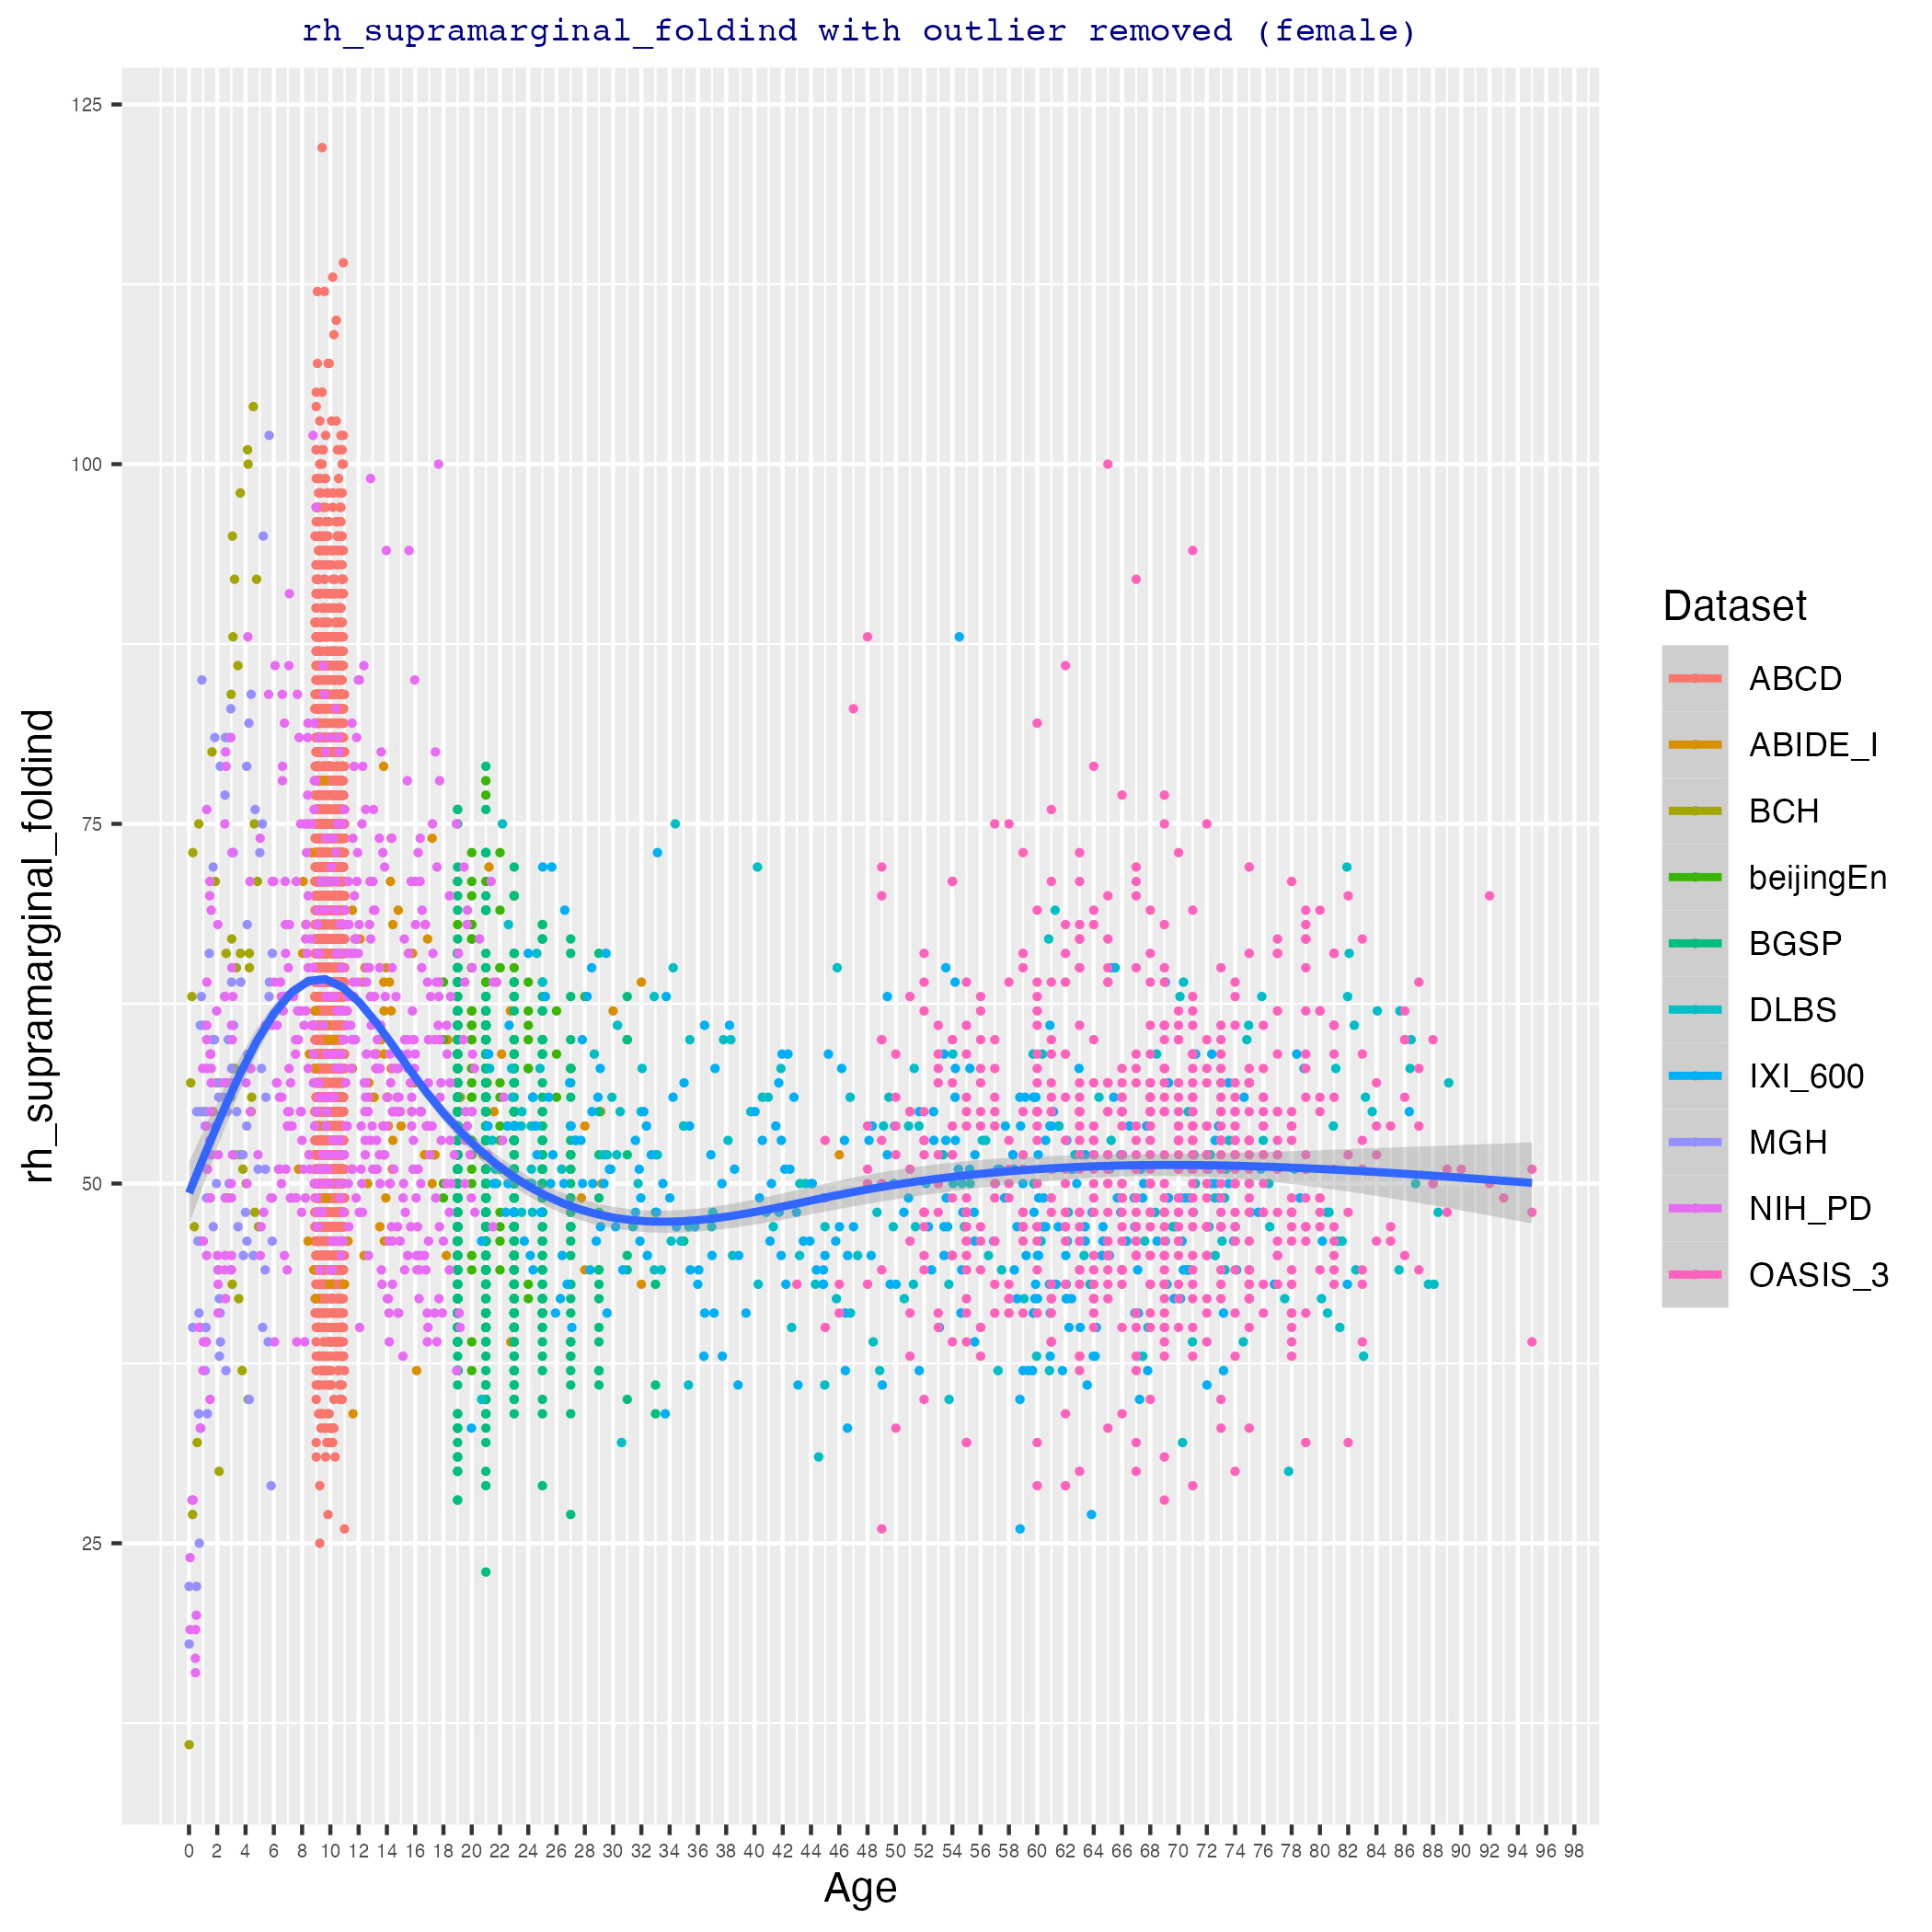 rh_supramarginal_foldind with outlier removed (female)
125
100
75
50
25
rh_supramarginal_foldind
0 2 4 6 8 10 12 14 16 18 20 22 24 26 28 30 32 34 36 38 40 42 44 46 48 50 52 54 56 58 60 62 64 66 68 70 72 74 76 78 80 82 84 86 88 90 92 94 96 98
Age
Dataset
ABCD
ABIDE_I
BCH
beijingEn
BGSP
DLBS
IXI_600
MGH
NIH_PD
OASIS_3